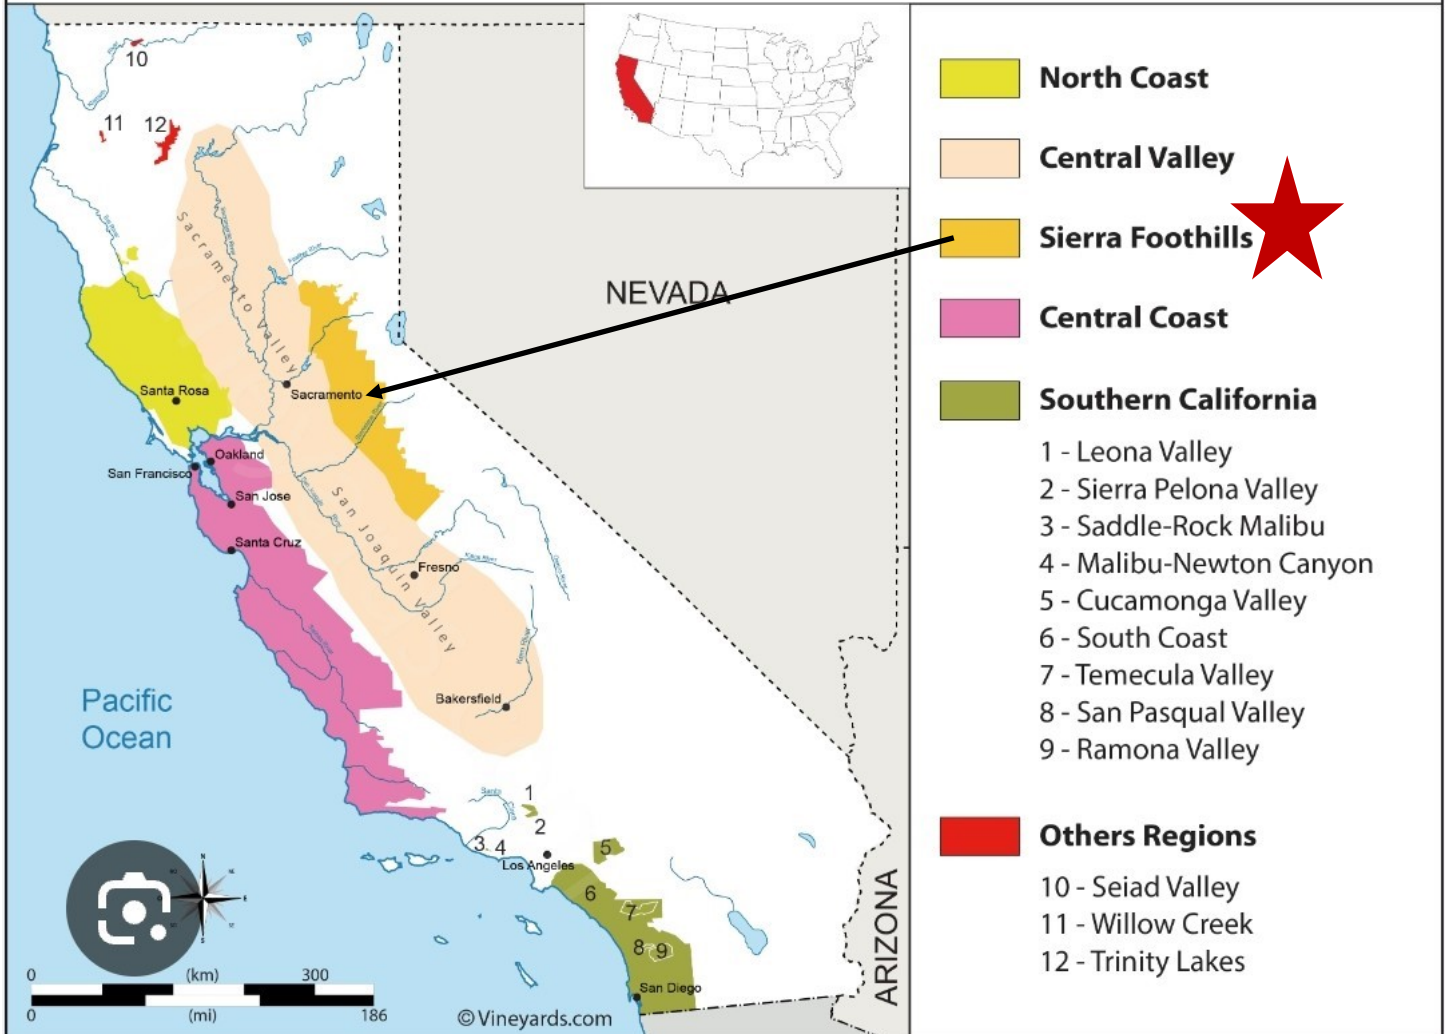 10
11
12
Sacramento Valley
NEVADA
Santa Rosa
Sacramento
Oakland
San Francisco
San Jose
Santa Cruz
San Joaquin Valley
Fresno
Bakersfield
Kern River
Pacific
Ocean
1
2
3
4
5
Los Angeles
6
7
8
9
San Diego
ARIZONA
N
E
S
0 (km) 300
0 (mi) 186
©Vineyards.com
North Coast
Central Valley
Sierra Foothills
Central Coast
Southern California
1 - Leona Valley
2 - Sierra Pelona Valley
3 - Saddle-Rock Malibu
4 - Malibu-Newton Canyon
5 - Cucamonga Valley
6 - South Coast
7 - Temecula Valley
8 - San Pasqual Valley
9 - Ramona Valley
Others Regions
10 - Seiad Valley
11 - Willow Creek
12 - Trinity Lakes